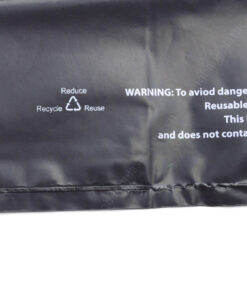 Reduce
Recycle Reuse
WARNING: To aviod dange
Reusable
This
and does not conta